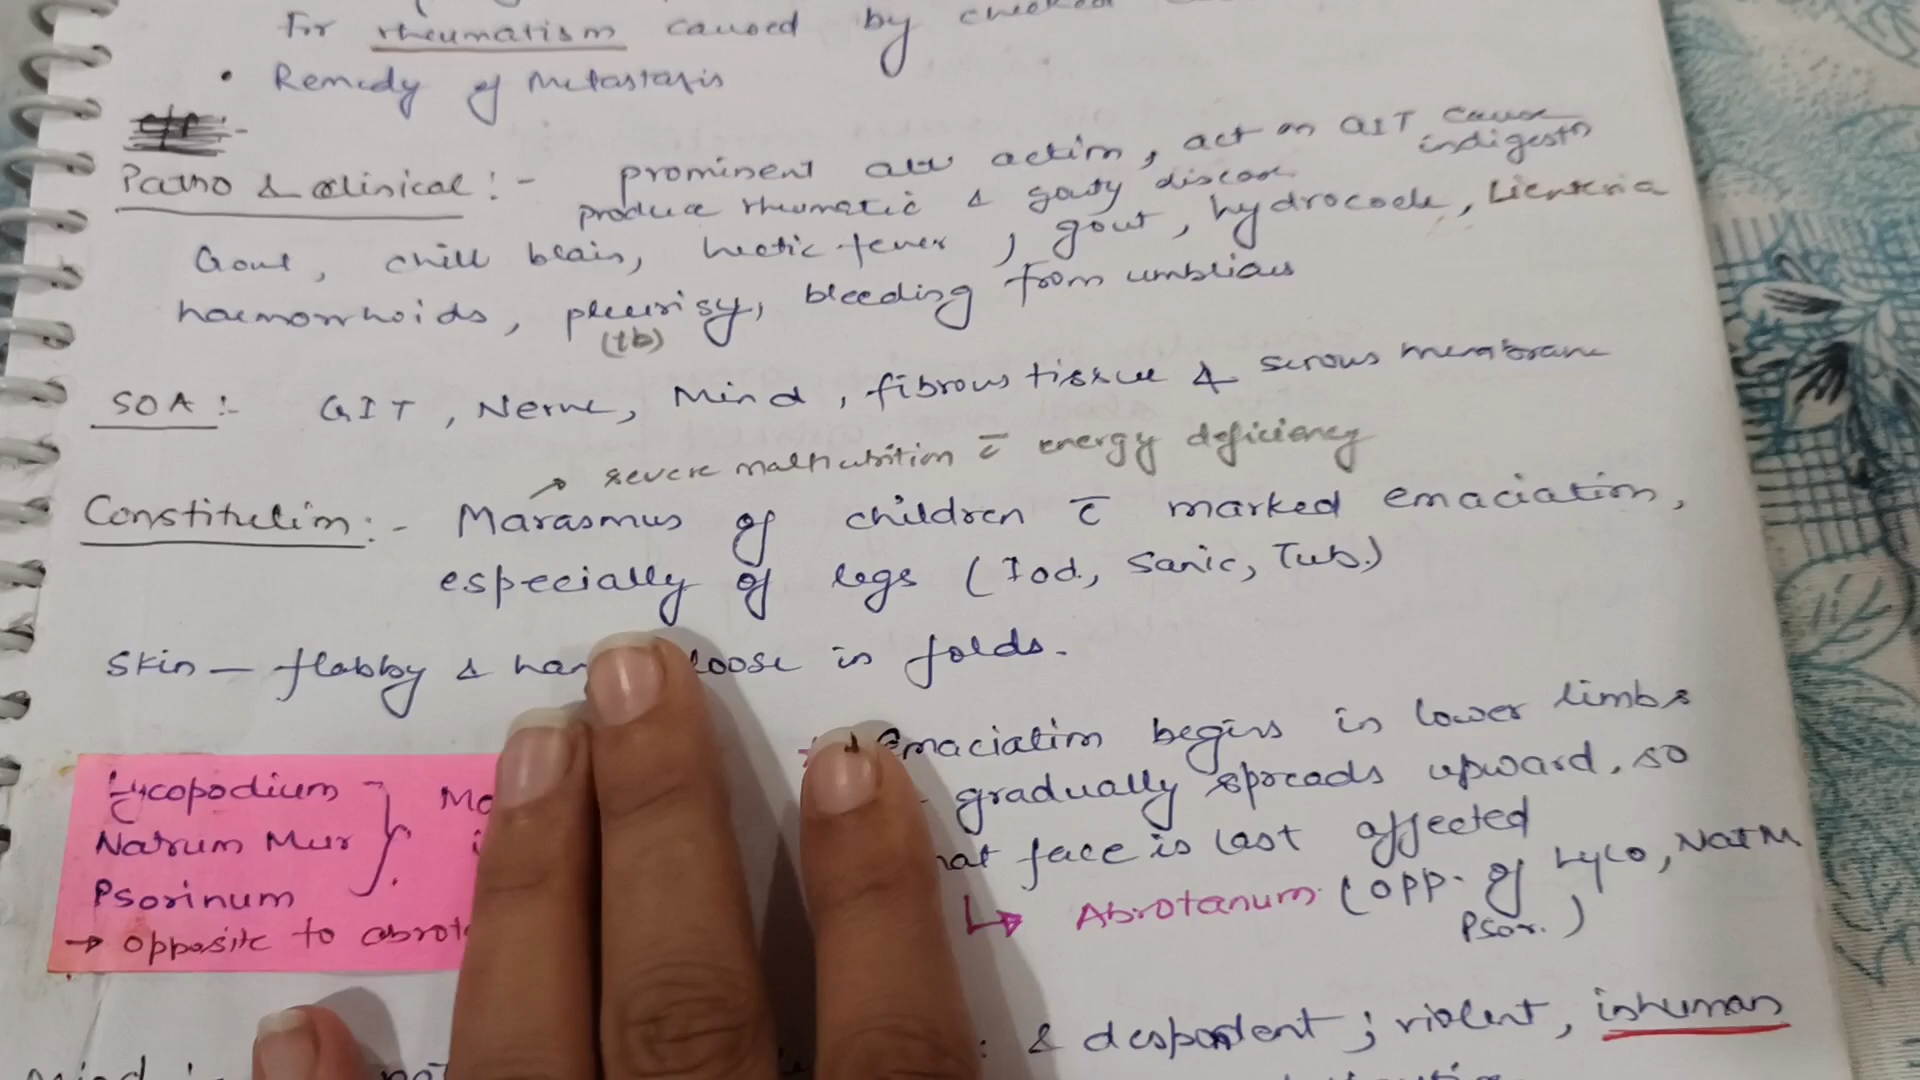 For rheumatism caused by
• Remedy of Metastasis
Patho & clinical :- prominent action, act on GIT cause indigestn
produce rheumatic & gouty disease
Gout, chill blain, hectic fever, gout, hydrocoele, Lienteria
haemorrhoids, pleurisy, bleeding from umblicus
(tb)
SOA :- GIT, Nerve, Mind, fibrous tissue & serous membrane
→ severe malnutrition c̄ energy deficiency
Constitution :- Marasmus of children c̄ marked emaciation,
especially of legs (Iod., Sanic, Tub.)
Skin — flabby & loose in folds.
Emaciation begins in lower limbs
gradually spreads upward, so
face is last affected
↳ Abrotanum (opp. of Lyco, Nat M
Psor.)
Lycopodium
Natrum Mur
Psorinum
→ opposite to
& despondent ; violent, inhuman